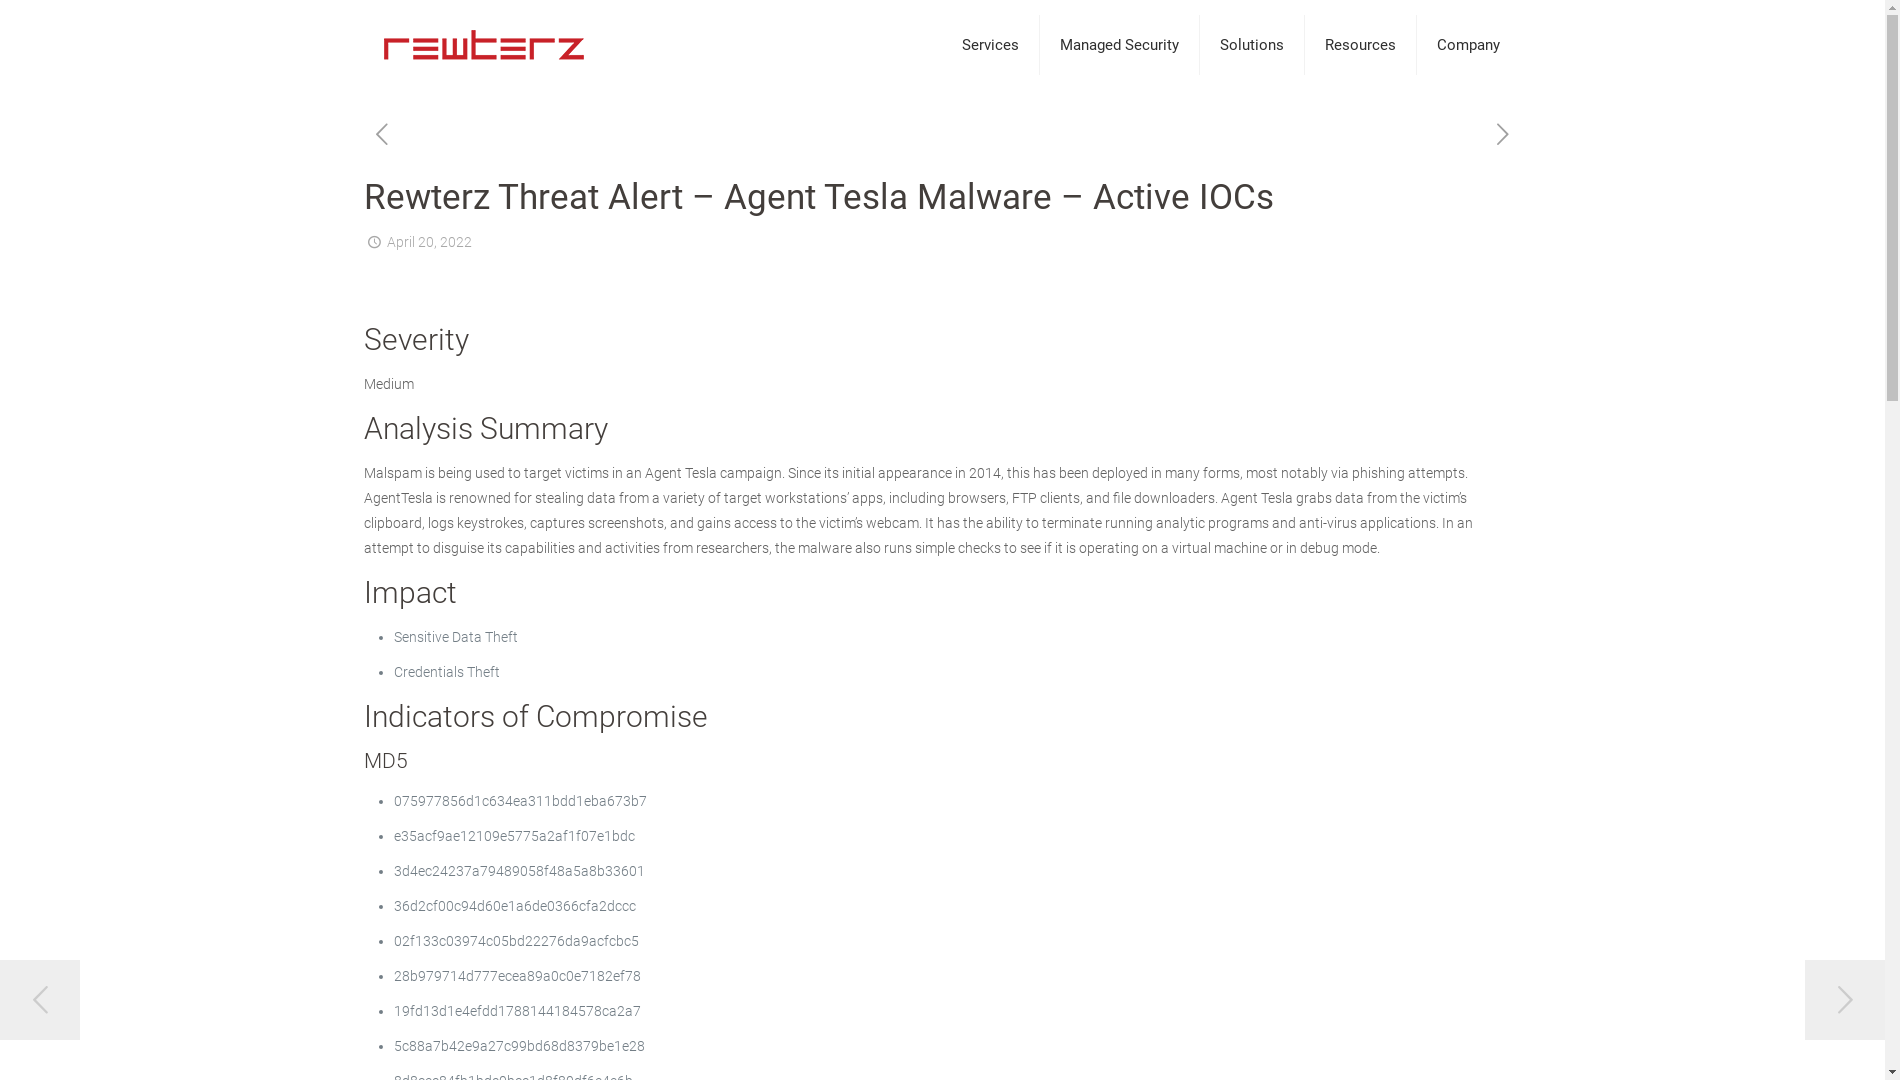 rewterz
Services
Managed Security
Solutions
Resources
Company
Rewterz Threat Alert – Agent Tesla Malware – Active IOCs
April 20, 2022
Severity
Medium
Analysis Summary
Malspam is being used to target victims in an Agent Tesla campaign. Since its initial appearance in 2014, this has been deployed in many forms, most notably via phishing attempts.
AgentTesla is renowned for stealing data from a variety of target workstations’ apps, including browsers, FTP clients, and file downloaders. Agent Tesla grabs data from the victim’s
clipboard, logs keystrokes, captures screenshots, and gains access to the victim’s webcam. It has the ability to terminate running analytic programs and anti-virus applications. In an
attempt to disguise its capabilities and activities from researchers, the malware also runs simple checks to see if it is operating on a virtual machine or in debug mode.
Impact
Sensitive Data Theft
Credentials Theft
Indicators of Compromise
MD5
075977856d1c634ea311bdd1eba673b7
e35acf9ae12109e5775a2af1f07e1bdc
3d4ec24237a79489058f48a5a8b33601
36d2cf00c94d60e1a6de0366cfa2dccc
02f133c03974c05bd22276da9acfcbc5
28b979714d777ecea89a0c0e7182ef78
19fd13d1e4efdd1788144184578ca2a7
5c88a7b42e9a27c99bd68d8379be1e28